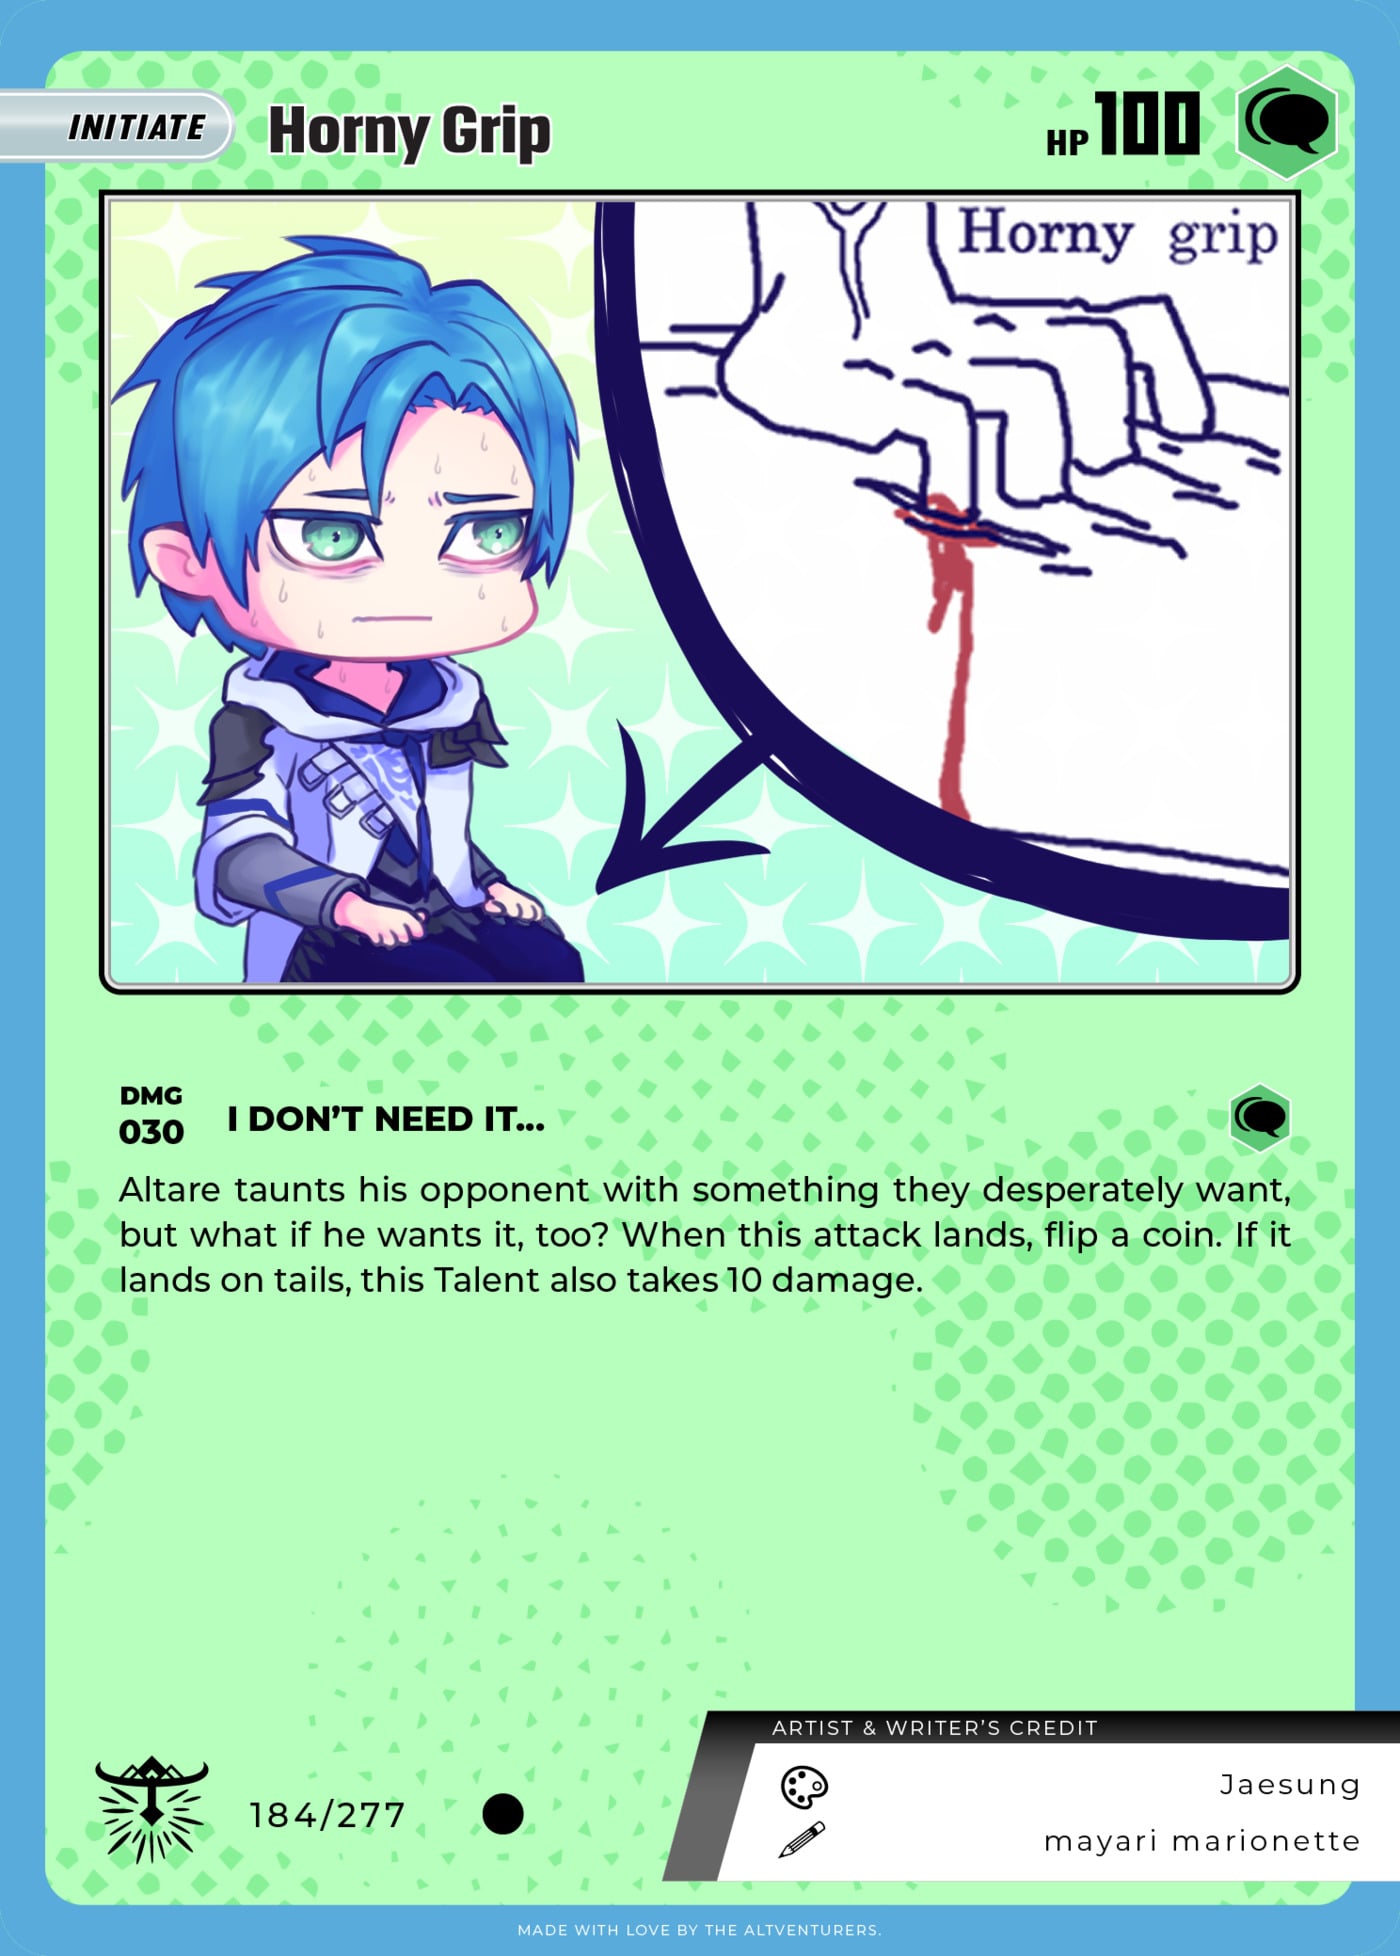 INITIATE
Horny Grip
HP 100
Horny grip
DMG
030
I DON'T NEED IT...
Altare taunts his opponent with something they desperately want,
but what if he wants it, too? When this attack lands, flip a coin. If it
lands on tails, this Talent also takes 10 damage.
ARTIST & WRITER'S CREDIT
Jaesung
mayari marionette
184/277
MADE WITH LOVE BY THE ALTVENTURERS.